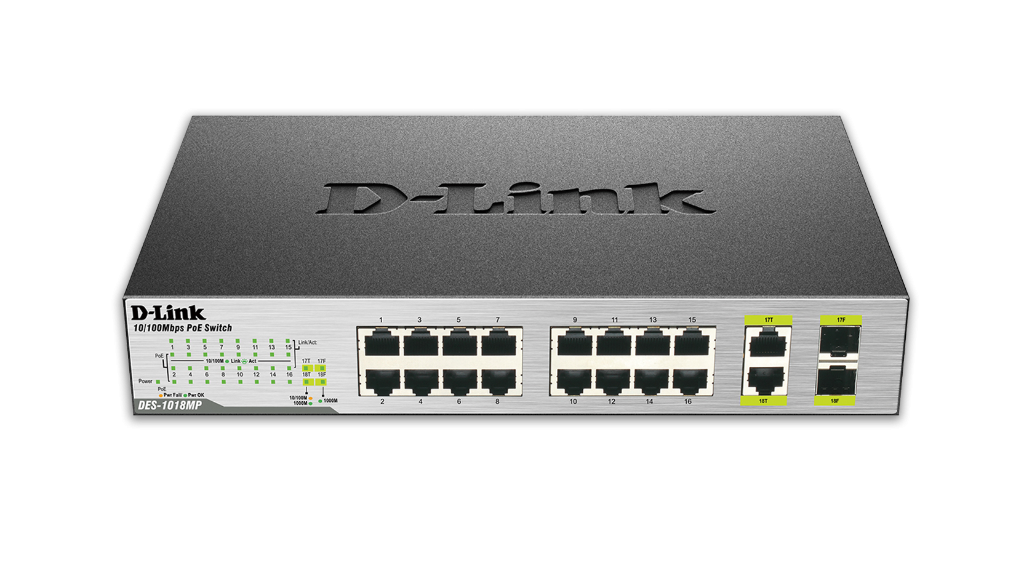 D-Link
D-Link
10/100Mbps PoE Switch
1 3 5 7 9 11 13 15
Link/Act
PoE
10/100M Link Act
17T 17F
2 4 6 8 10 12 14 16
18T 18F
Power
PoE
Pwr Fail Pwr OK
10/100M
1000M
1000M
DES-1018MP
1 3 5 7
2 4 6 8
9 11 13 15
10 12 14 16
17T
18T
17F
18F